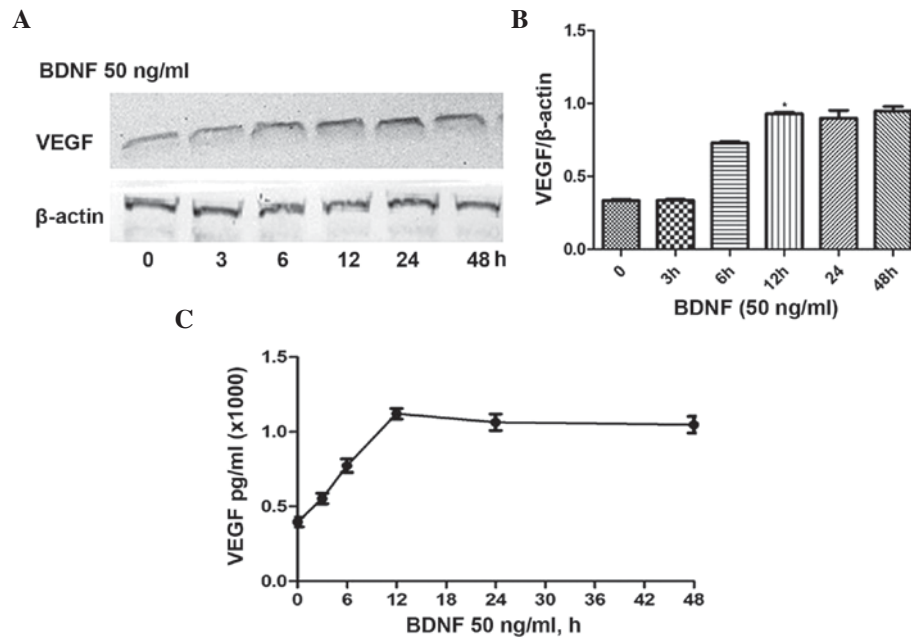 A
BDNF 50 ng/ml
VEGF
β-actin
0 3 6 12 24 48 h
B
VEGF/β-actin
1.5
1.0
0.5
0.0
0 3h 6h 12h 24 48h
*
BDNF (50 ng/ml)
C
VEGF pg/ml (x1000)
1.5
1.0
0.5
0.0
0 6 12 18 24 30 36 42 48
BDNF 50 ng/ml, h